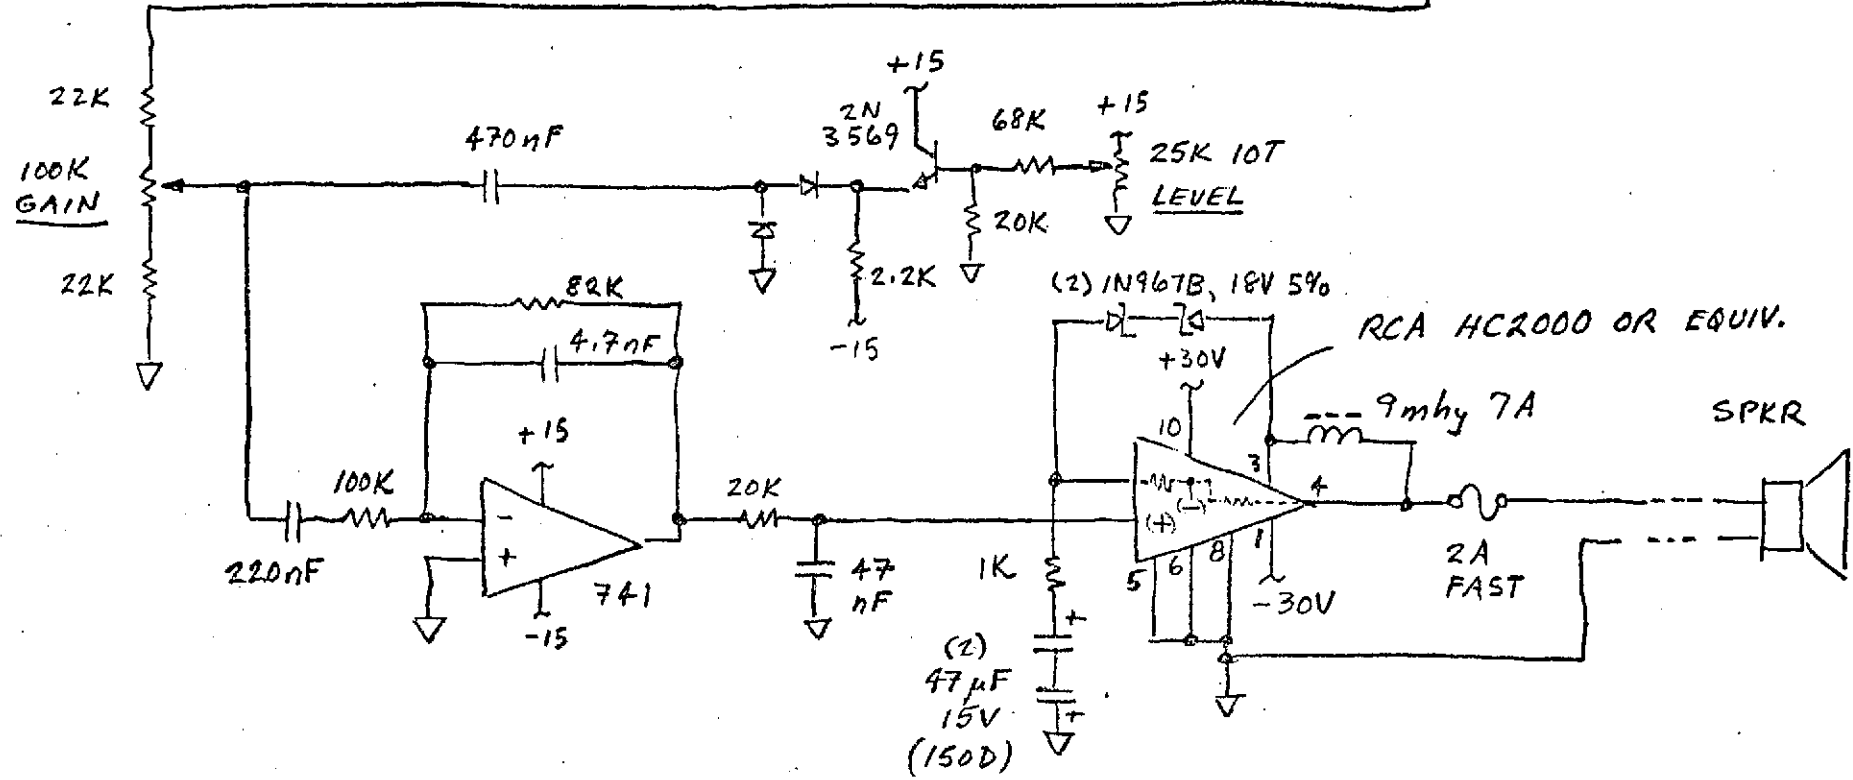 22K
100K
GAIN
22K
470nF
+15
2N
3569
68K
+15
25K 10T
LEVEL
20K
2.2K
-15
82K
4.7nF
+15
100K
220nF
-
+
741
-15
20K
47
nF
(2) 1N967B, 18V 5%
RCA HC2000 OR EQUIV.
+30V
10
3
9mhy 7A
SPKR
4
(-)
(+)
5
6
8
1
-30V
2A
FAST
1K
+
(2)
47µF
15V
(150D)
+